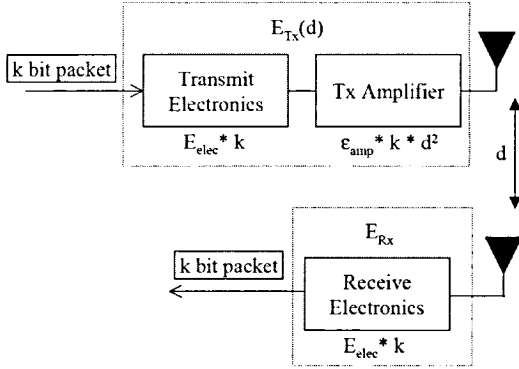 E_Tx(d)
k bit packet
Transmit
Electronics
Tx Amplifier
E_elec * k
ε_amp * k * d²
d
E_Rx
k bit packet
Receive
Electronics
E_elec * k